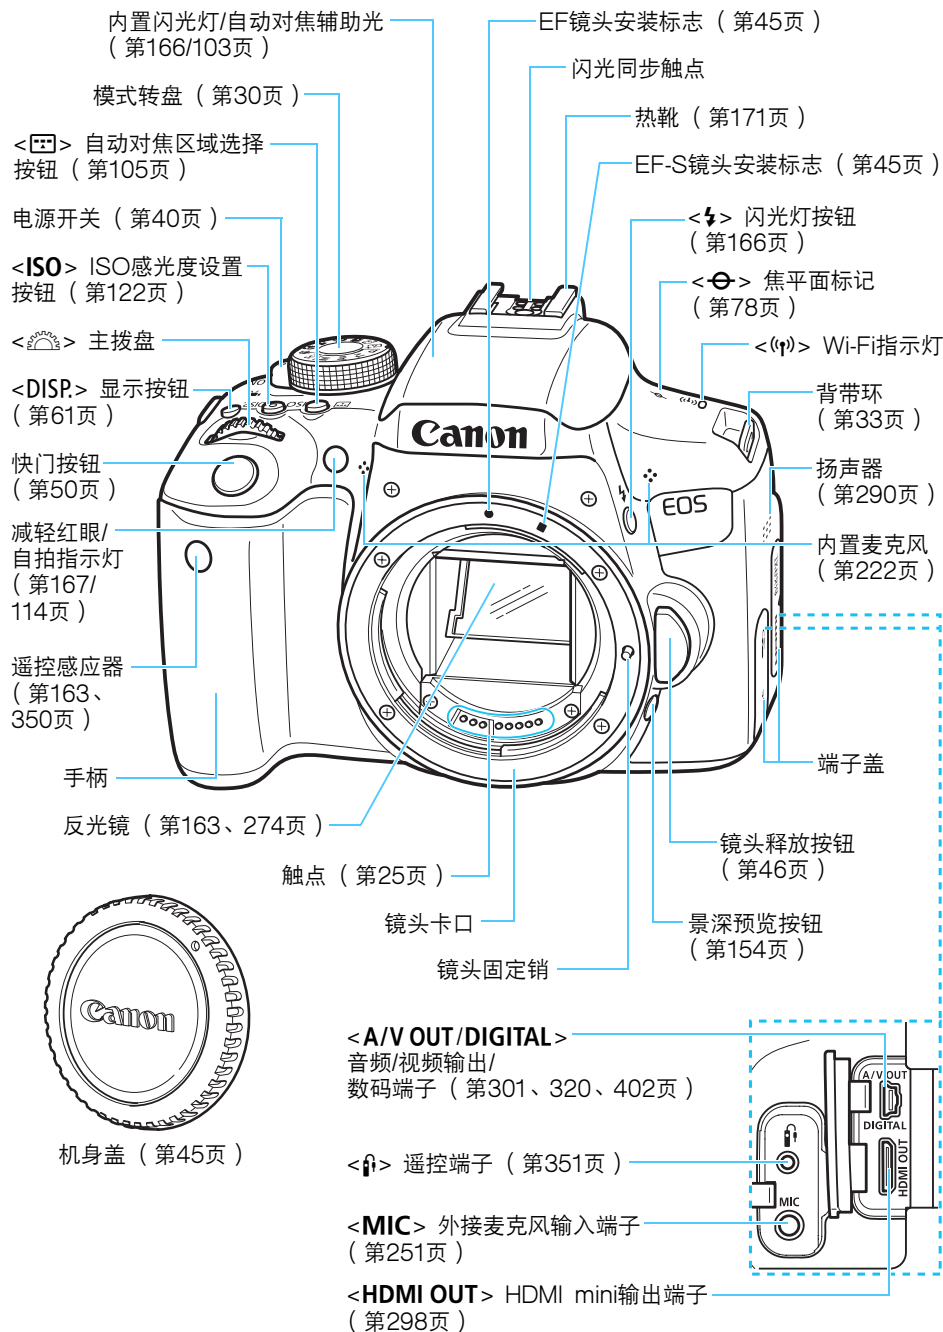 内置闪光灯/自动对焦辅助光
（第166/103页）
模式转盘（第30页）
<> 自动对焦区域选择
按钮（第105页）
电源开关（第40页）
<ISO> ISO感光度设置
按钮（第122页）
<> 主拨盘
<DISP.> 显示按钮
（第61页）
快门按钮
（第50页）
减轻红眼/
自拍指示灯
（第167/
114页）
遥控感应器
（第163、
350页）
手柄
反光镜（第163、274页）
触点（第25页）
镜头卡口
镜头固定销
EF镜头安装标志（第45页）
闪光同步触点
热靴（第171页）
EF-S镜头安装标志（第45页）
<> 闪光灯按钮
（第166页）
<> 焦平面标记
（第78页）
<> Wi-Fi指示灯
背带环
（第33页）
扬声器
（第290页）
内置麦克风
（第222页）
端子盖
镜头释放按钮
（第46页）
景深预览按钮
（第154页）
Canon
EOS
Canon
机身盖（第45页）
<A/V OUT/DIGITAL>
音频/视频输出/
数码端子（第301、320、402页）
<> 遥控端子（第351页）
<MIC> 外接麦克风输入端子
（第251页）
<HDMI OUT> HDMI mini输出端子
（第298页）
A/V OUT
DIGITAL
HDMI OUT
MIC